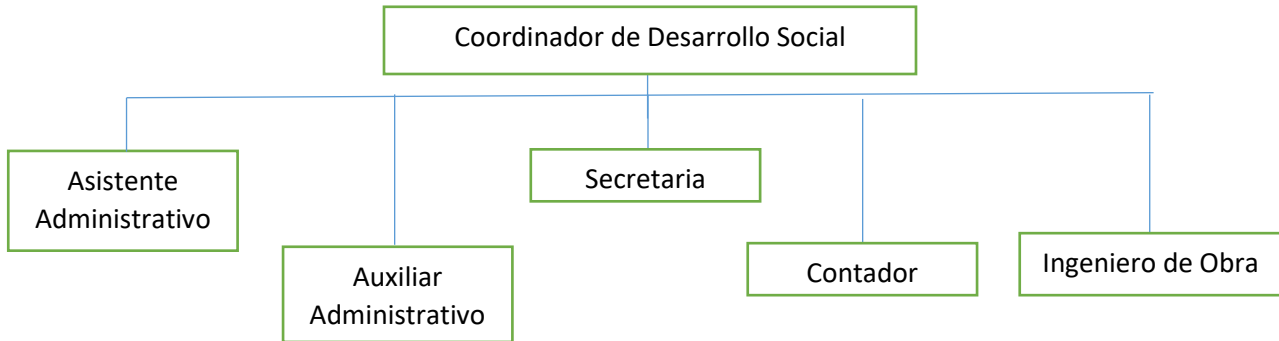 Coordinador de Desarrollo Social
Asistente
Administrativo
Secretaria
Auxiliar
Administrativo
Contador
Ingeniero de Obra